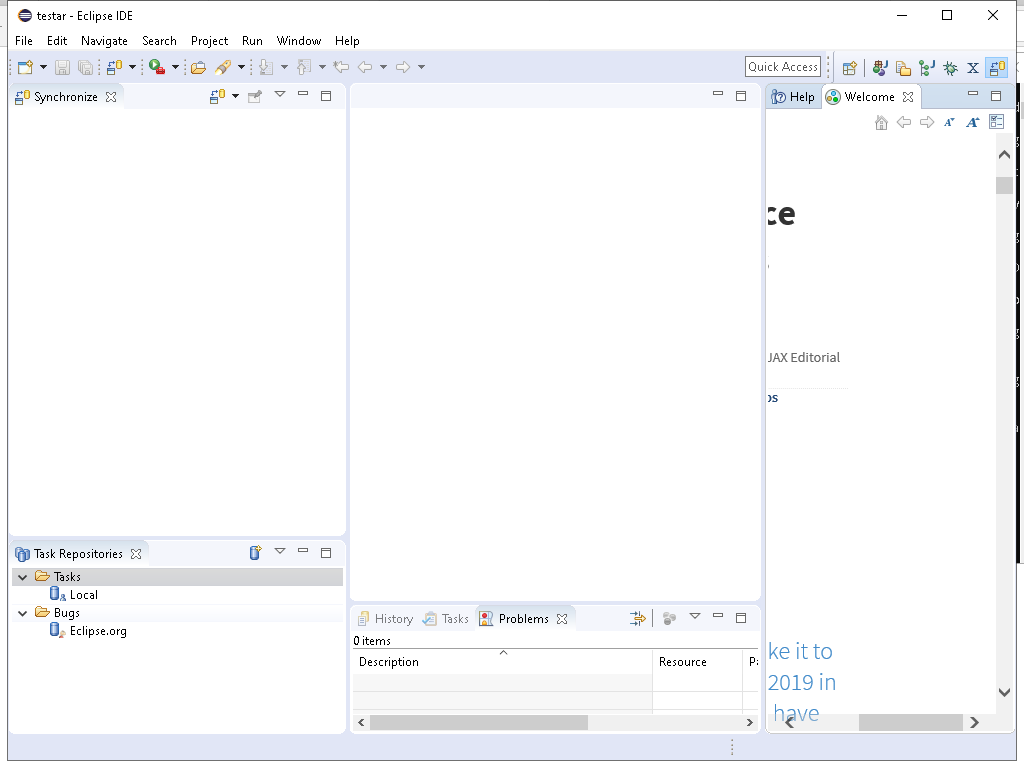 testar - Eclipse IDE
File Edit Navigate Search Project Run Window Help
Quick Access
Synchronize
Help Welcome
ce
JAX Editorial
ke it to
2019 in
have
Task Repositories
Tasks
Local
Bugs
Eclipse.org
History Tasks Problems
0 items
Description Resource